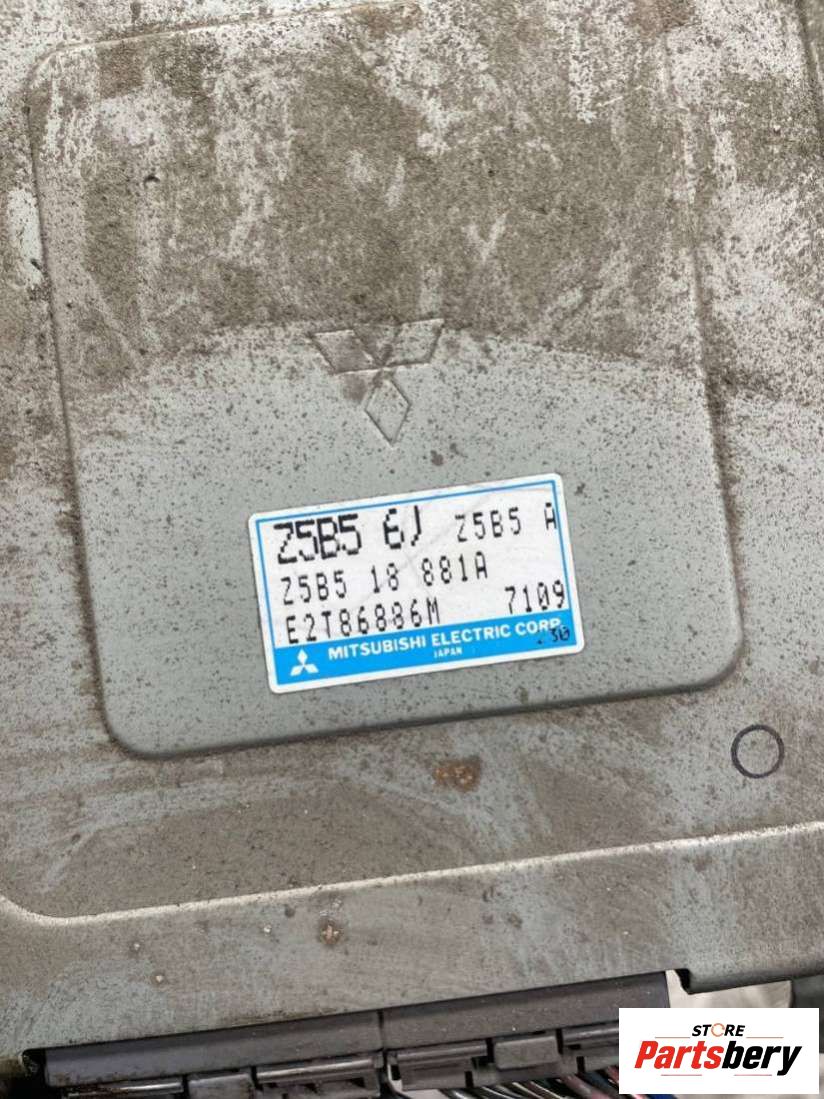 Z5B5 6J Z5B5 A
Z5B5 18 881A
E2T86886M 7109
MITSUBISHI ELECTRIC CORP.
JAPAN
STORE
Partsbery